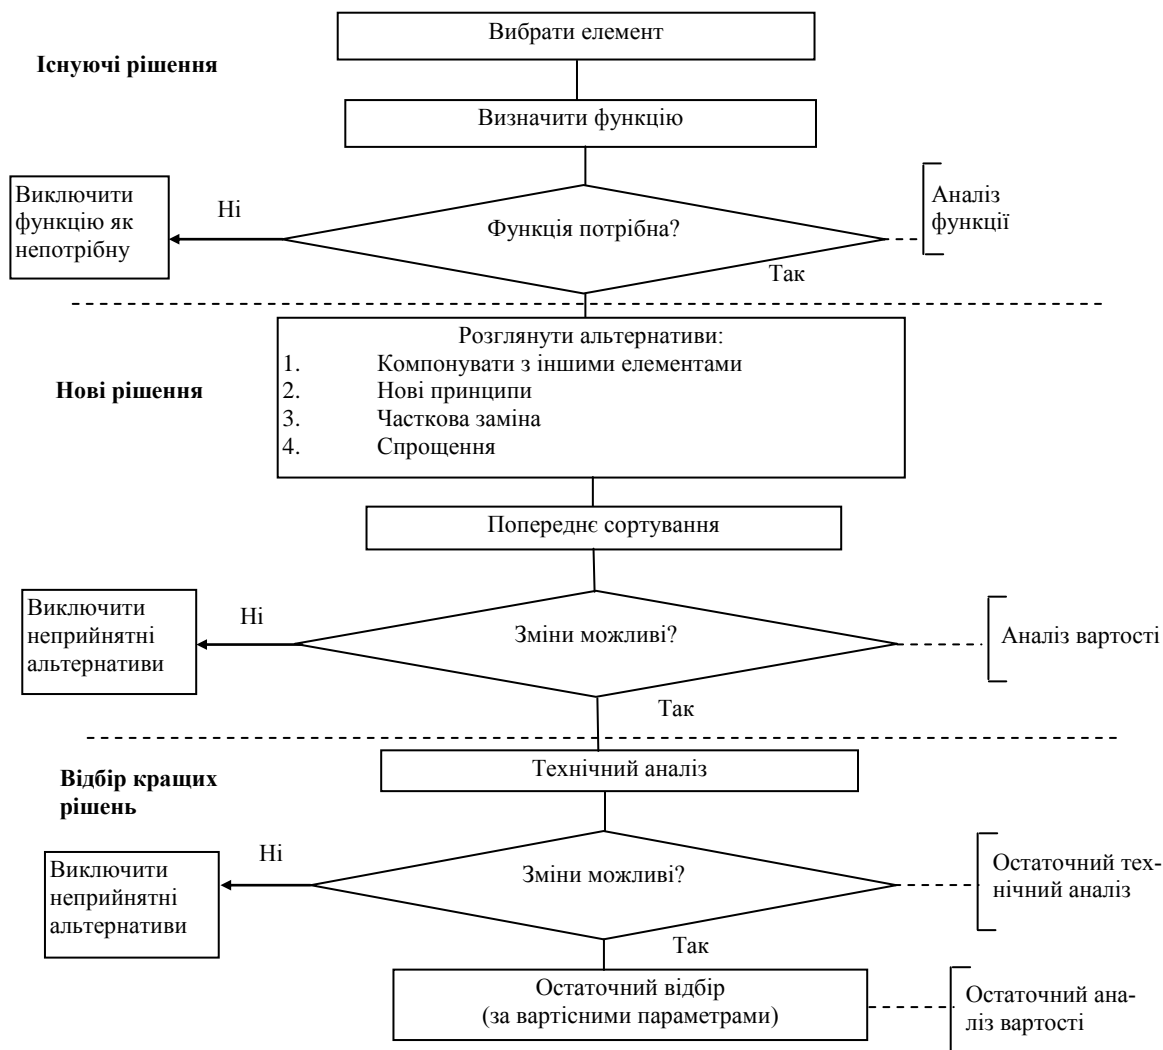 Вибрати елемент
Існуючі рішення
Визначити функцію
Виключити
функцію як
непотрібну
Ні
Функція потрібна?
Аналіз
функції
Так
Розглянути альтернативи:
1. Компонувати з іншими елементами
2. Нові принципи
3. Часткова заміна
4. Спрощення
Нові рішення
Попереднє сортування
Виключити
неприйнятні
альтернативи
Ні
Зміни можливі?
Аналіз вартості
Так
Технічний аналіз
Відбір кращих
рішень
Виключити
неприйнятні
альтернативи
Ні
Зміни можливі?
Остаточний тех-
нічний аналіз
Так
Остаточний відбір
(за вартісними параметрами)
Остаточний ана-
ліз вартості